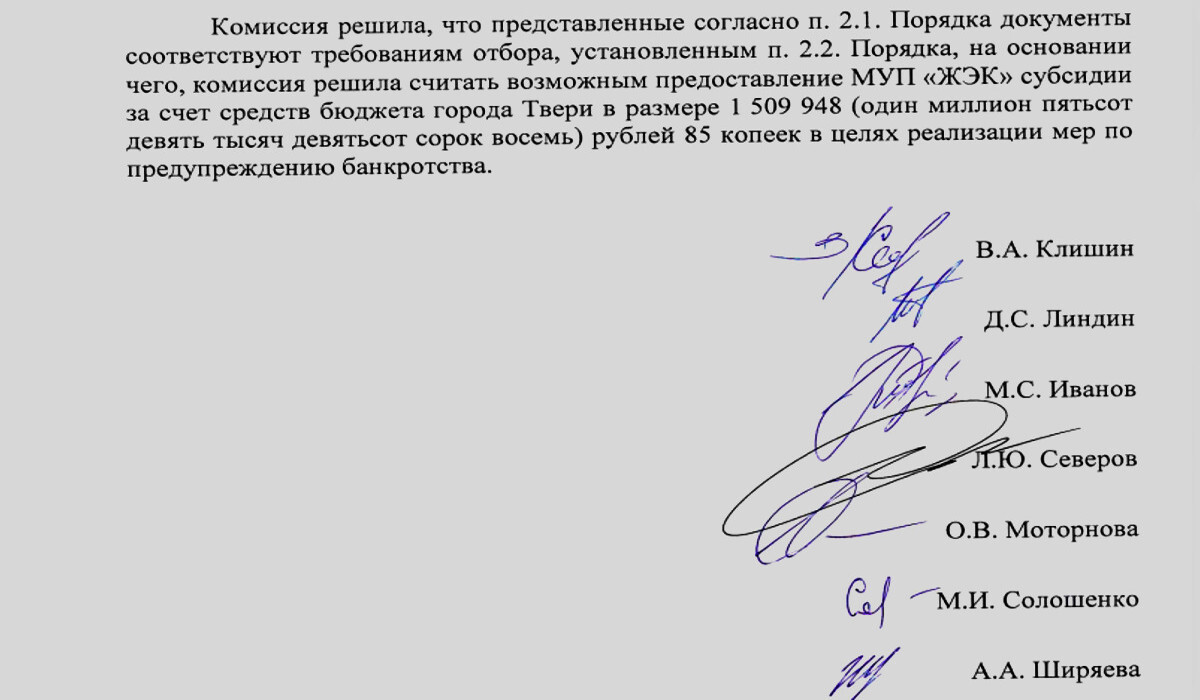 Комиссия решила, что представленные согласно п. 2.1. Порядка документы
соответствуют требованиям отбора, установленным п. 2.2. Порядка, на основании
чего, комиссия решила считать возможным предоставление МУП «ЖЭК» субсидии
за счет средств бюджета города Твери в размере 1 509 948 (один миллион пятьсот
девять тысяч девятьсот сорок восемь) рублей 85 копеек в целях реализации мер по
предупреждению банкротства.
В.А. Клишин
Д.С. Линдин
М.С. Иванов
Л.Ю. Северов
О.В. Моторнова
М.И. Солошенко
А.А. Ширяева